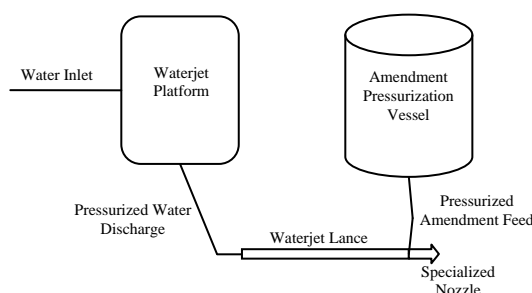 Water Inlet
Waterjet
Platform
Amendment
Pressurization
Vessel
Pressurized Water
Discharge
Waterjet Lance
Pressurized
Amendment Feed
Specialized
Nozzle